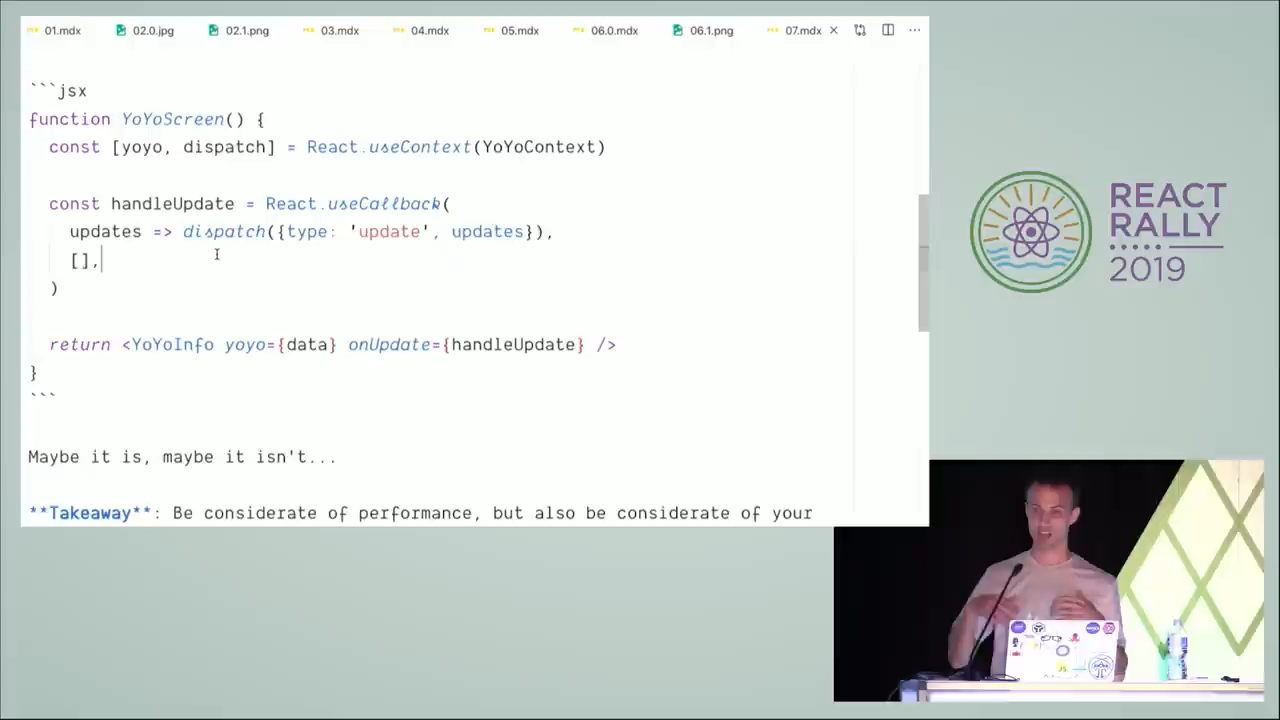 01.mdx 02.0.jpg 02.1.png 03.mdx 04.mdx 05.mdx 06.0.mdx 06.1.png 07.mdx
```jsx
function YoYoScreen() {
const [yoyo, dispatch] = React.useContext(YoYoContext)
const handleUpdate = React.useCallback(
updates => dispatch({type: 'update', updates}),
[],
)
return <YoYoInfo yoyo={data} onUpdate={handleUpdate} />
}
```
Maybe it is, maybe it isn't...
**Takeaway**: Be considerate of performance, but also be considerate of your
REACT
RALLY
2019